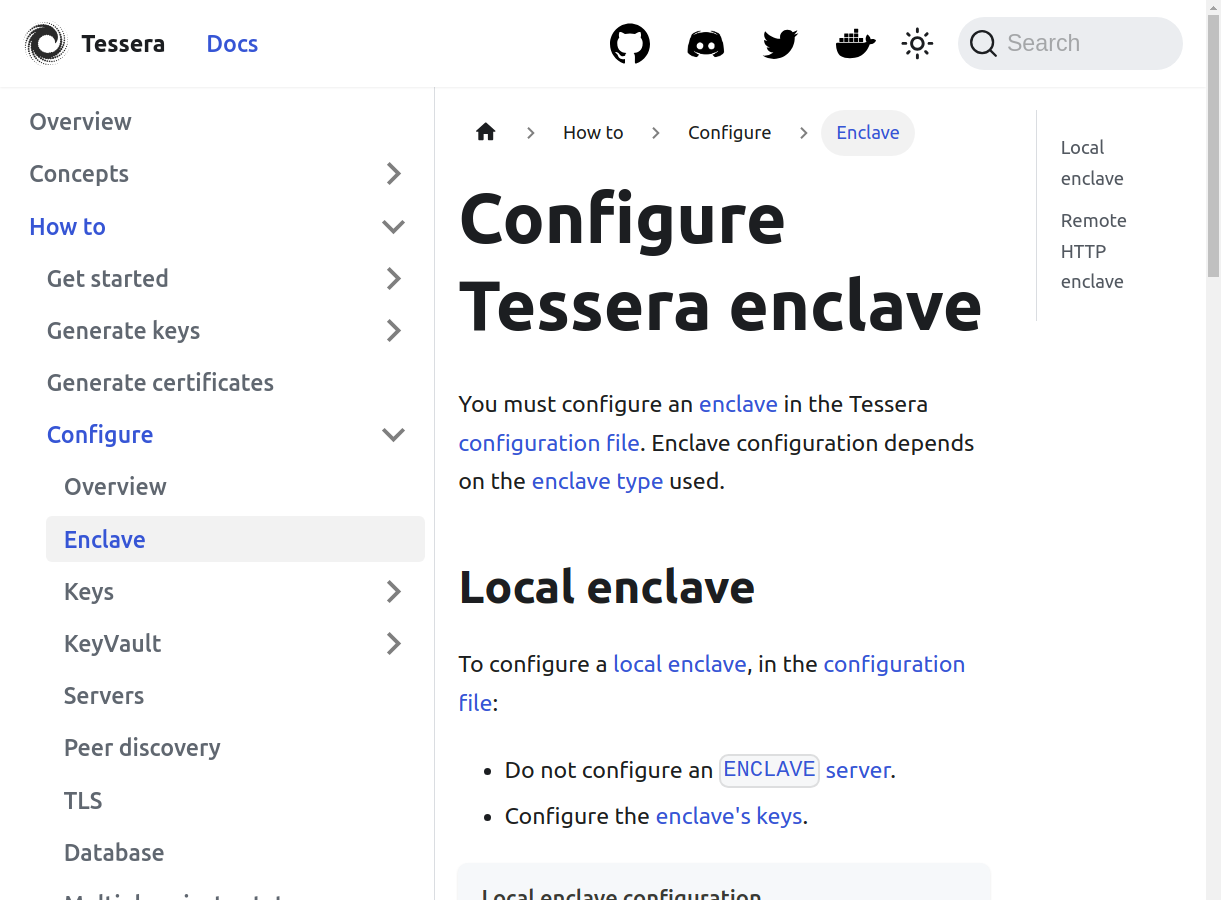 Tessera
Docs
Search
Overview
Concepts
How to
Get started
Generate keys
Generate certificates
Configure
Overview
Enclave
Keys
KeyVault
Servers
Peer discovery
TLS
Database
How to
Configure
Enclave
Configure
Tessera enclave
You must configure an enclave in the Tessera
configuration file. Enclave configuration depends
on the enclave type used.
Local enclave
To configure a local enclave, in the configuration
file:
Do not configure an ENCLAVE server.
Configure the enclave's keys.
Local enclave configuration
Local
enclave
Remote
HTTP
enclave